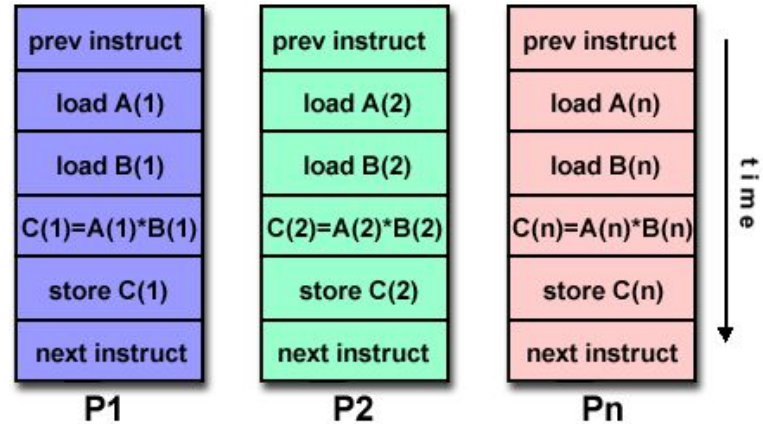 prev instruct
load A(1)
load B(1)
C(1)=A(1)*B(1)
store C(1)
next instruct
P1
prev instruct
load A(2)
load B(2)
C(2)=A(2)*B(2)
store C(2)
next instruct
P2
prev instruct
load A(n)
load B(n)
C(n)=A(n)*B(n)
store C(n)
next instruct
Pn
time